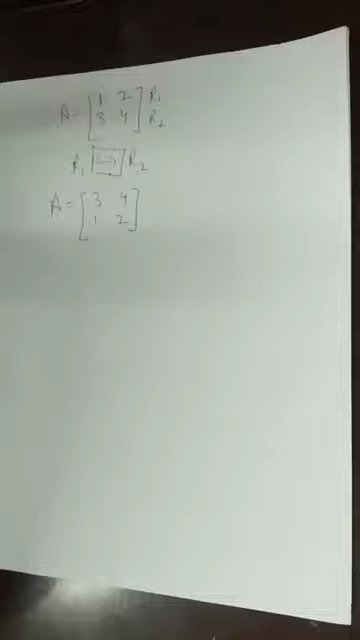 A = [1 2] R1
[3 4] R2
R1 ↔ R2
A = [3 4]
[1 2]